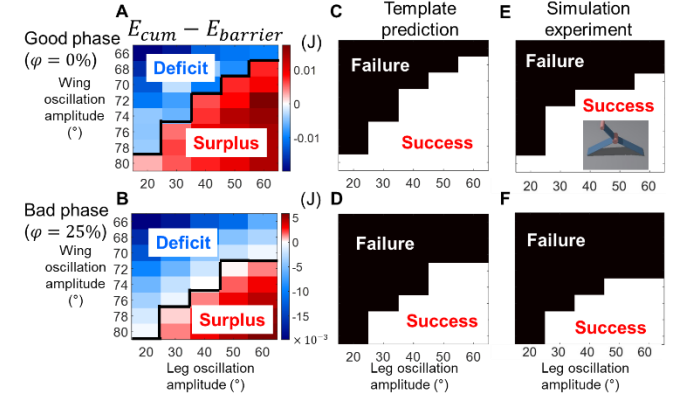 A
E_cum − E_barrier
(J)
Good phase
(φ = 0%)
Wing
oscillation
amplitude
(°)
66
68
70
72
74
76
78
80
Deficit
Surplus
0.01
0
-0.01
20 30 40 50 60
C
Template
prediction
Failure
Success
20 30 40 50 60
E
Simulation
experiment
Failure
Success
20 30 40 50 60
B
(J)
Bad phase
(φ = 25%)
Wing
oscillation
amplitude
(°)
66
68
70
72
74
76
78
80
Deficit
Surplus
5
0
-5
-10
-15
× 10⁻³
20 30 40 50 60
Leg oscillation
amplitude (°)
D
Failure
Success
20 30 40 50 60
Leg oscillation
amplitude (°)
F
Failure
Success
20 30 40 50 60
Leg oscillation
amplitude (°)